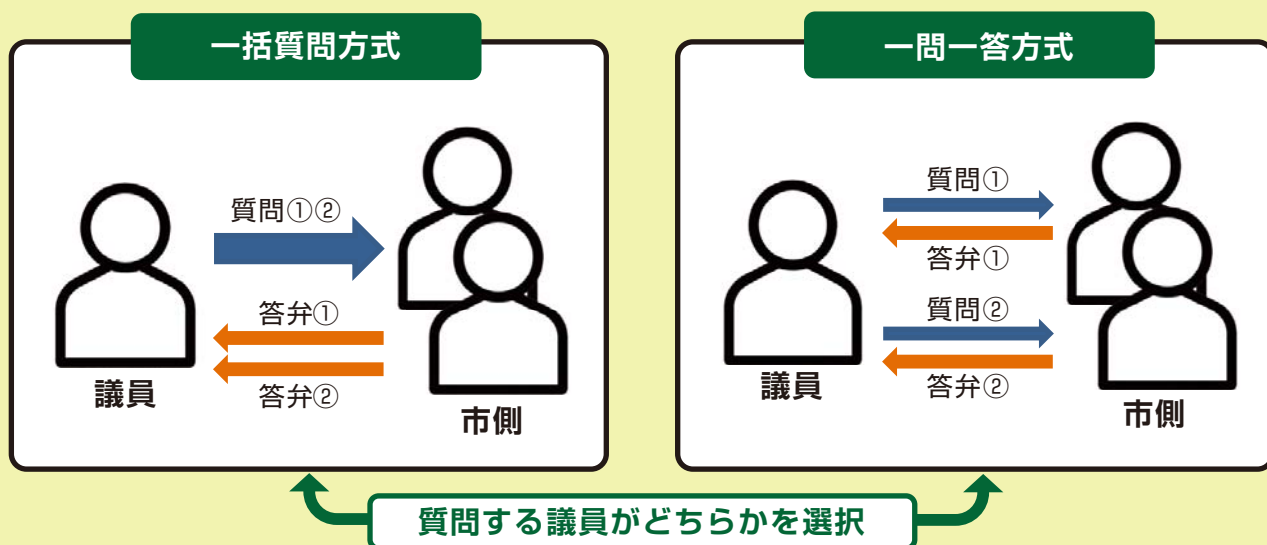 一括質問方式
質問①②
答弁①
答弁②
議員
市側
一問一答方式
質問①
答弁①
質問②
答弁②
議員
市側
質問する議員がどちらかを選択